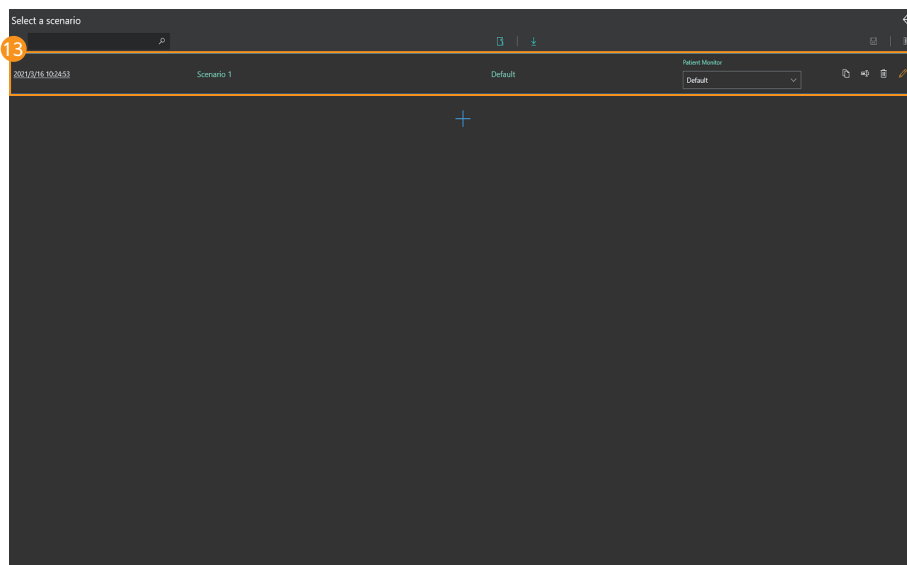 Select a scenario
13
Patient Monitor
2021/3/16 10:24:53
Scenario 1
Default
Default